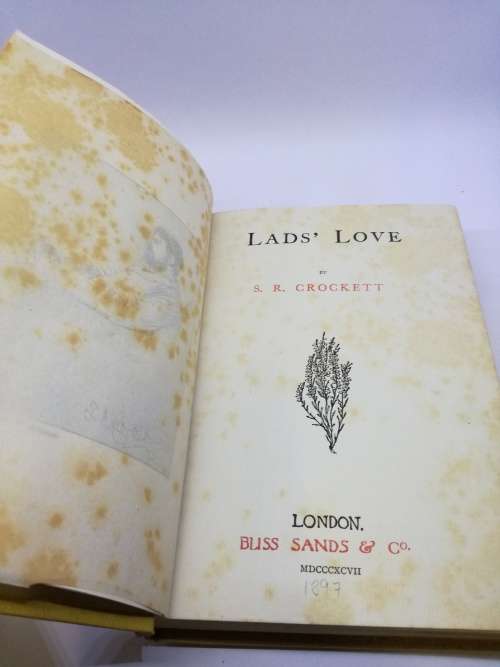 LADS' LOVE
BY
S. R. CROCKETT
LONDON.
BLISS SANDS & Co.
MDCCCXCVII
1897